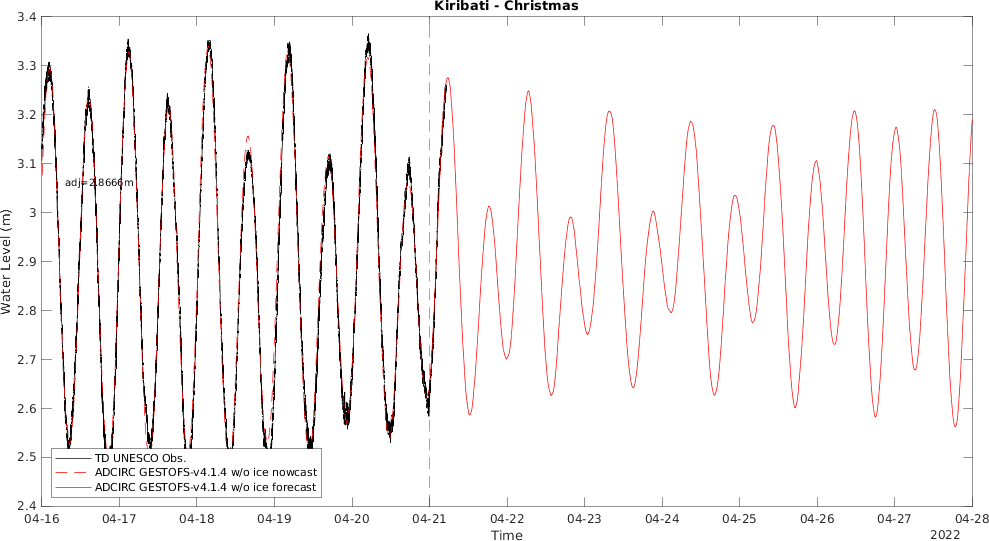 Kiribati - Christmas
3.4
3.3
3.2
3.1
3
2.9
2.8
2.7
2.6
2.5
2.4
Water Level (m)
adj=2.8666m
TD UNESCO Obs.
ADCIRC GESTOFS-v4.1.4 w/o ice nowcast
ADCIRC GESTOFS-v4.1.4 w/o ice forecast
04-16 04-17 04-18 04-19 04-20 04-21 04-22 04-23 04-24 04-25 04-26 04-27 04-28
Time
2022